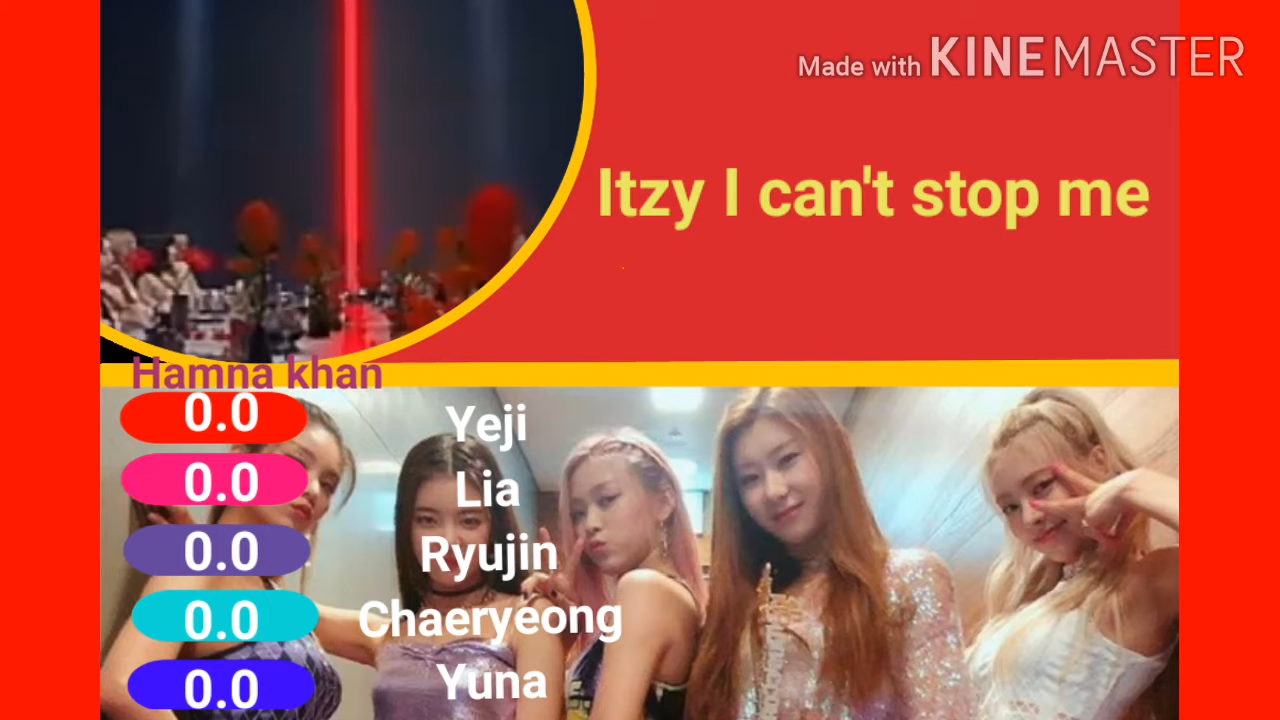 Made with KINEMASTER
Itzy I can't stop me
Hamna khan
0.0 Yeji
0.0 Lia
0.0 Ryujin
0.0 Chaeryeong
0.0 Yuna